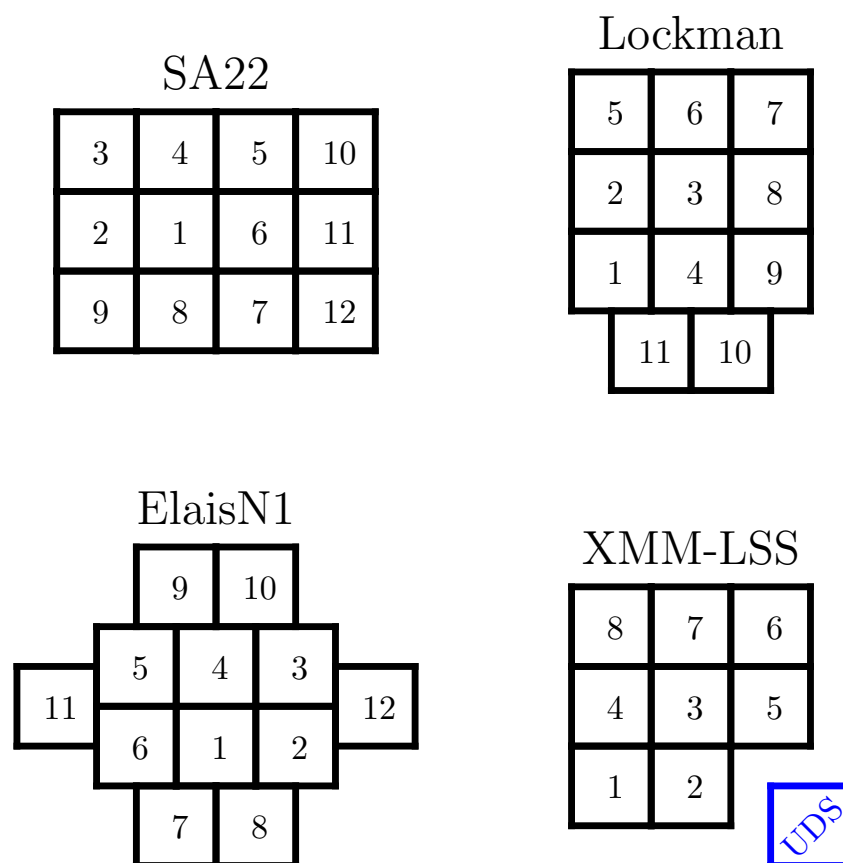 SA22
3 4 5 10
2 1 6 11
9 8 7 12
Lockman
5 6 7
2 3 8
1 4 9
11 10
ElaisN1
9 10
5 4 3
11 12
6 1 2
7 8
XMM-LSS
8 7 6
4 3 5
1 2
UDS